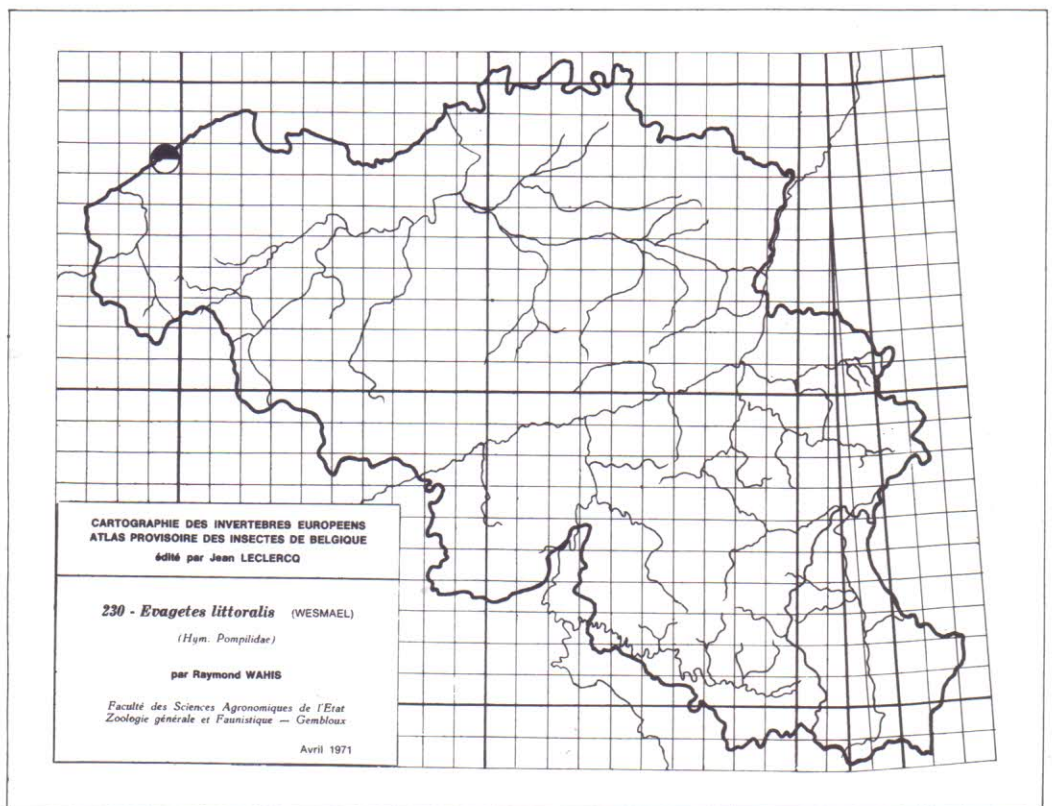 CARTOGRAPHIE DES INVERTEBRES EUROPEENS
ATLAS PROVISOIRE DES INSECTES DE BELGIQUE
édité par Jean LECLERCQ
230 - Evagetes littoralis (WESMAEL)
(Hym. Pompilidae)
par Raymond WAHIS
Faculté des Sciences Agronomiques de l'Etat
Zoologie générale et Faunistique — Gembloux
Avril 1971